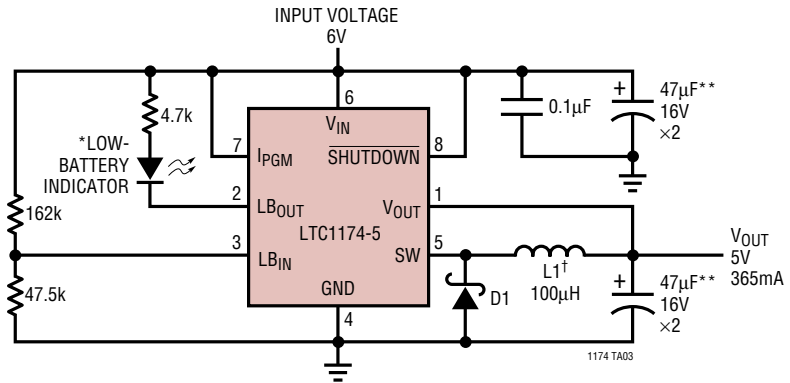 INPUT VOLTAGE
6V
4.7k
*LOW-
BATTERY
INDICATOR
162k
47.5k
6
VIN
7
IPGM
SHUTDOWN
8
2
LBOUT
VOUT
1
LTC1174-5
3
LBIN
SW
5
GND
4
0.1µF
+
47µF**
16V
×2
D1
L1†
100µH
VOUT
5V
365mA
+
47µF**
16V
×2
1174 TA03